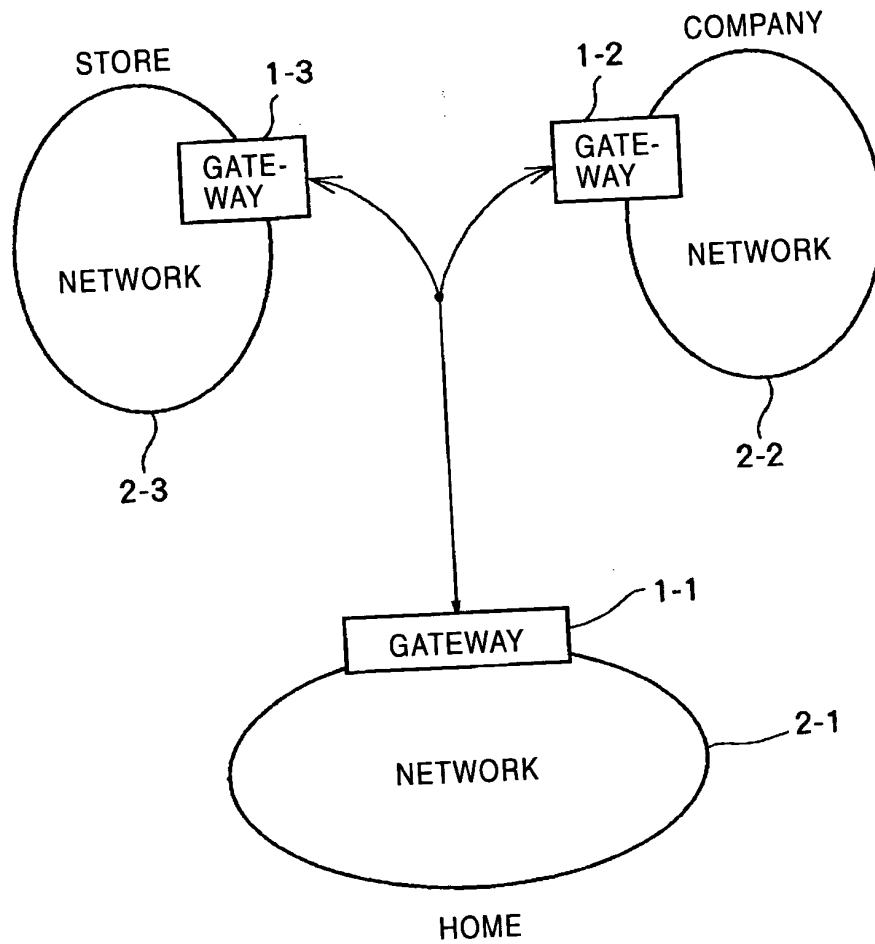 COMPANY
STORE
1-3
1-2
GATE-
WAY
GATE-
WAY
NETWORK
NETWORK
2-3
2-2
1-1
GATEWAY
2-1
NETWORK
HOME